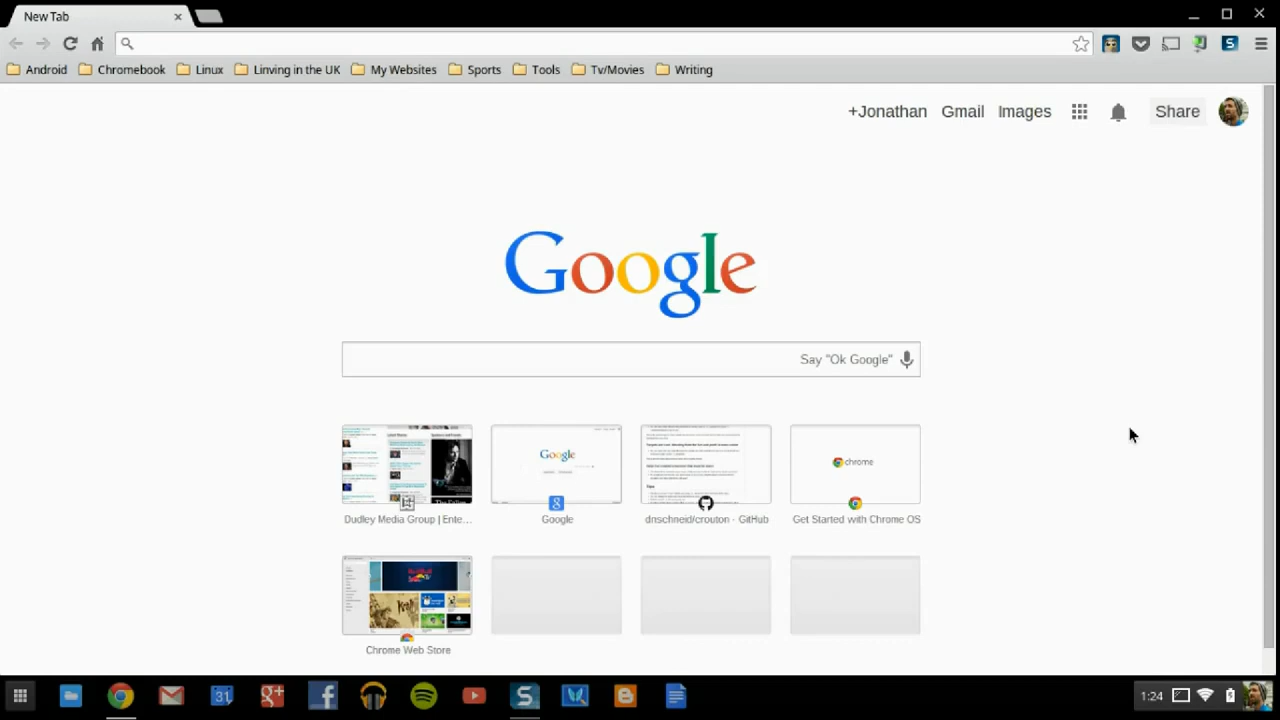 New Tab
Android Chromebook Linux Linving in the UK My Websites Sports Tools Tv/Movies Writing
+Jonathan Gmail Images Share
Google
Say "Ok Google"
Google
chrome
Dudley Media Group | Ente... Google dnschneid/crouton · GitHub Get Started with Chrome OS
Chrome Web Store
31 1:24